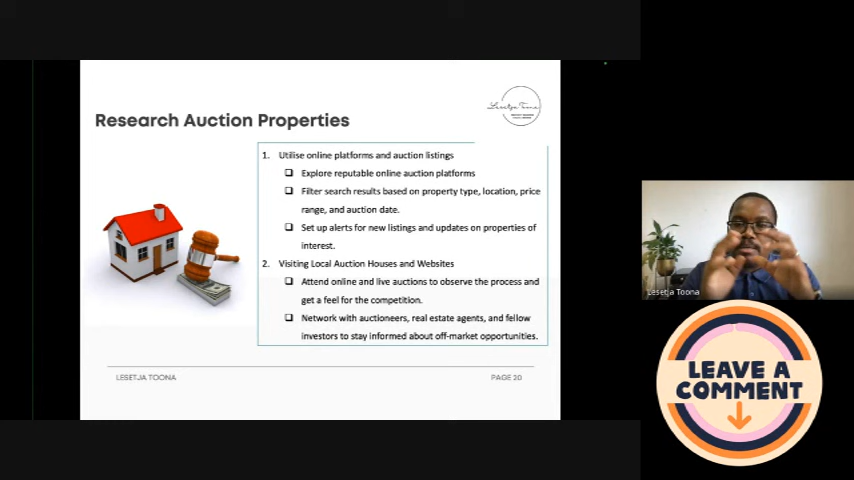 Research Auction Properties
Lesetja Toona
1. Utilise online platforms and auction listings
❑ Explore reputable online auction platforms
❑ Filter search results based on property type, location, price
range, and auction date.
❑ Set up alerts for new listings and updates on properties of
interest.
2. Visiting Local Auction Houses and Websites
❑ Attend online and live auctions to observe the process and
get a feel for the competition.
❑ Network with auctioneers, real estate agents, and fellow
investors to stay informed about off-market opportunities.
LESETJA TOONA
PAGE 20
Lesetja Toona
LEAVE A
COMMENT